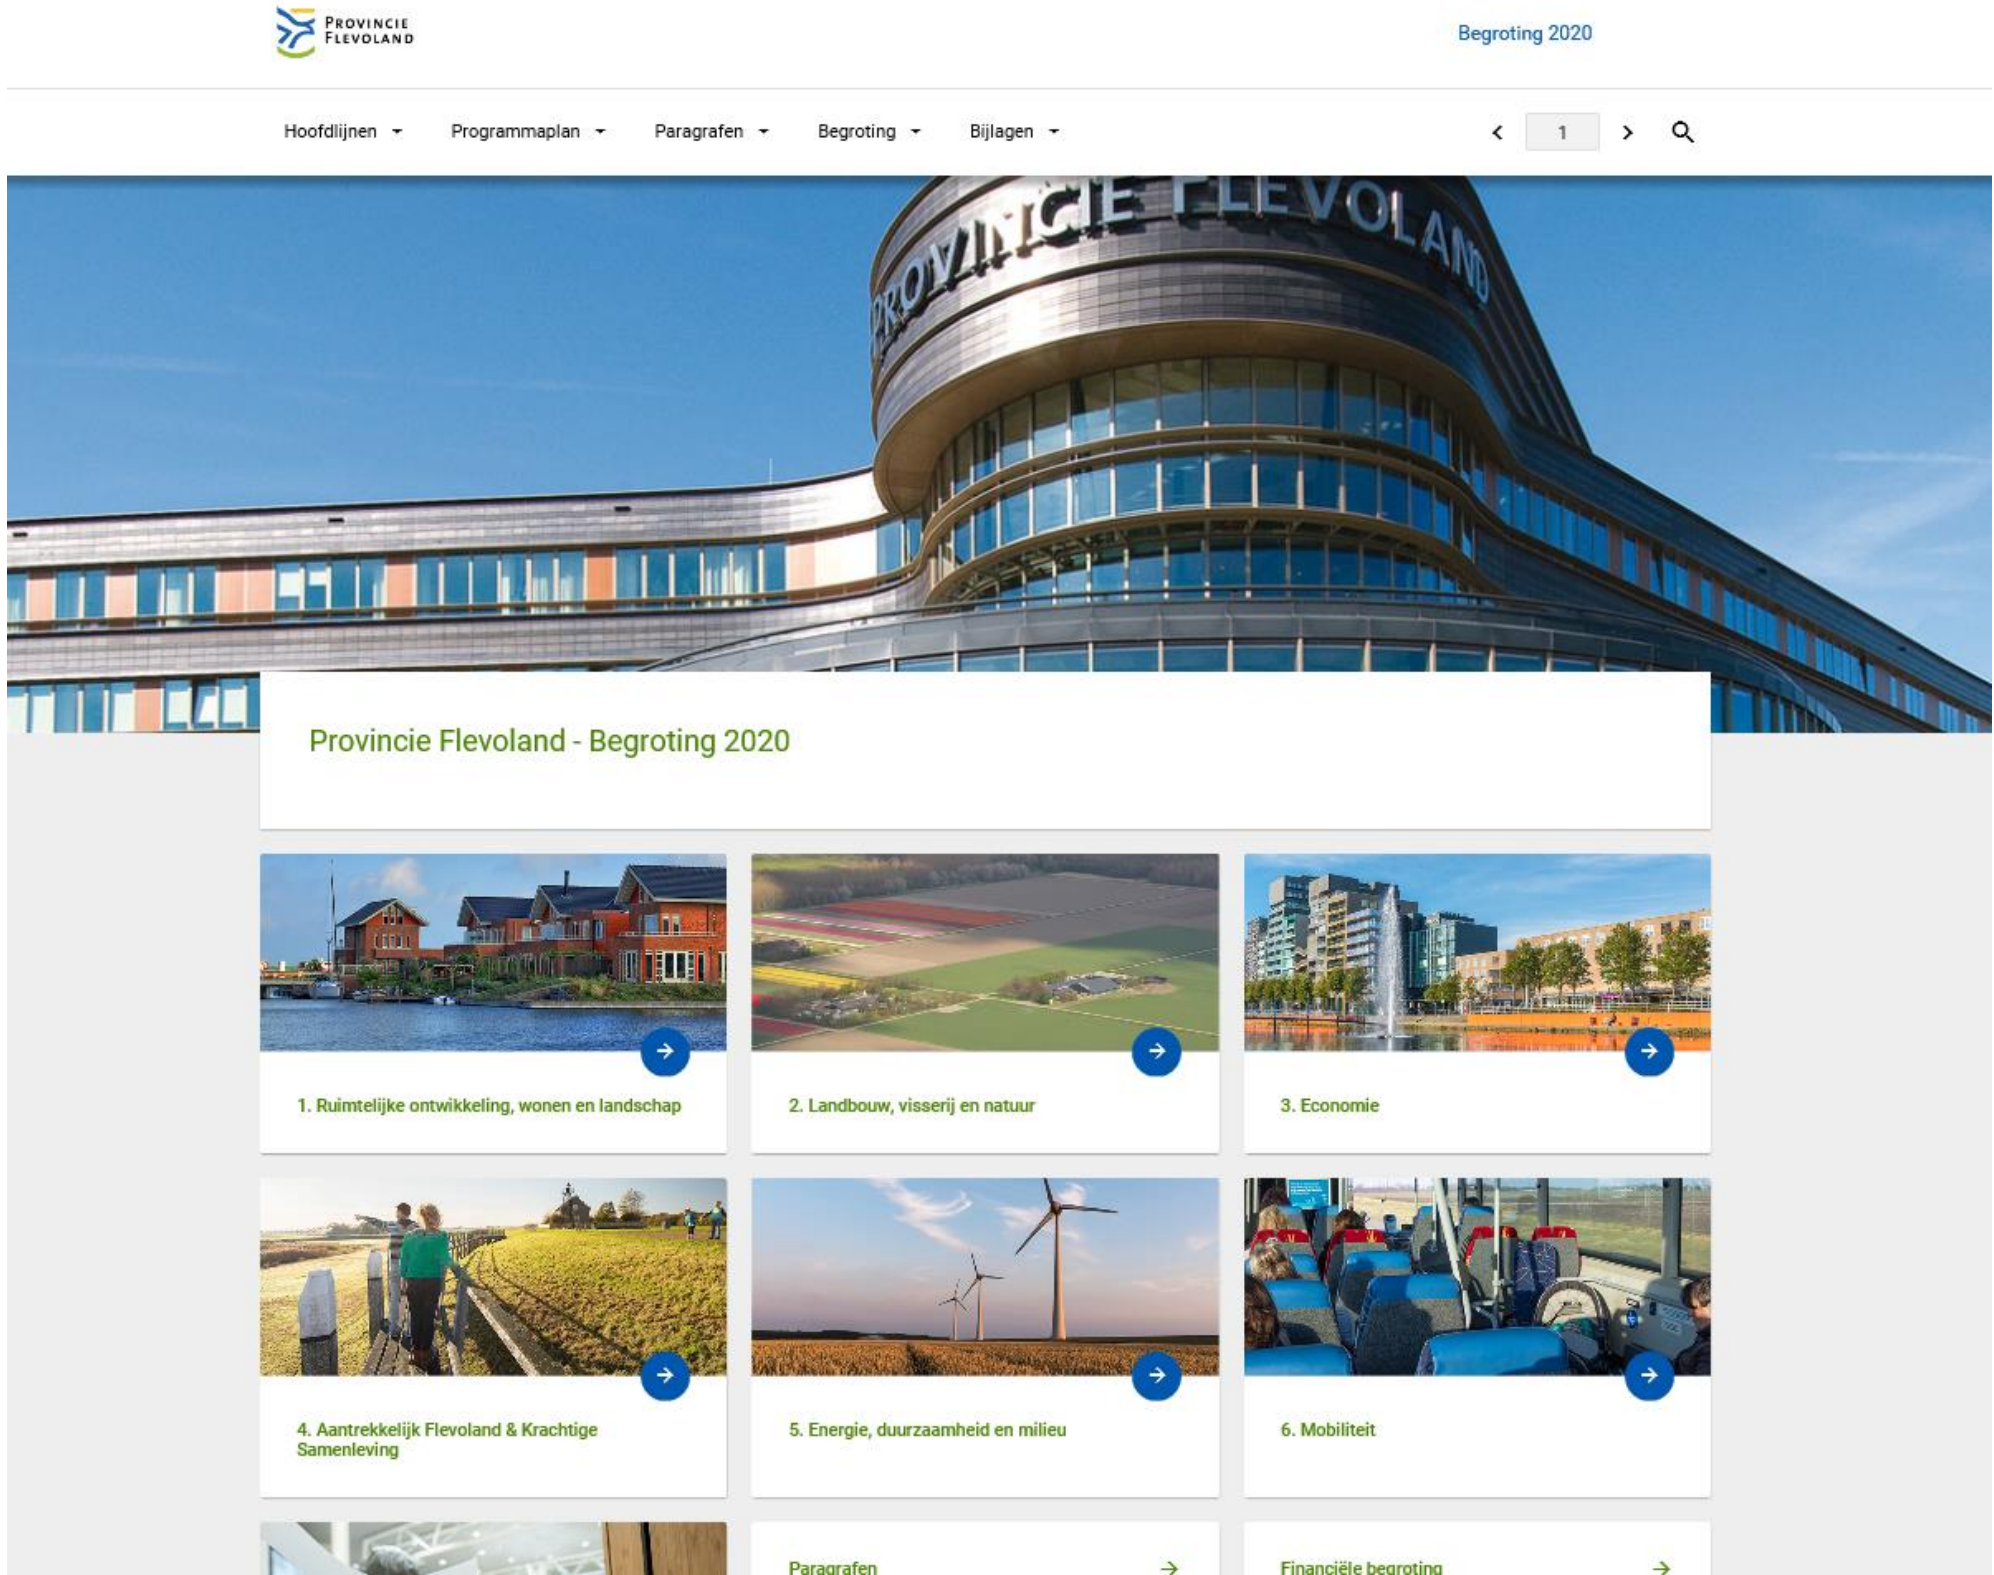 PROVINCIE
FLEVOLAND
Begroting 2020
Hoofdlijnen
Programmaplan
Paragrafen
Begroting
Bijlagen
1
PROVINCIE FLEVOLAND
Provincie Flevoland - Begroting 2020
1. Ruimtelijke ontwikkeling, wonen en landschap
2. Landbouw, visserij en natuur
3. Economie
4. Aantrekkelijk Flevoland & Krachtige
Samenleving
5. Energie, duurzaamheid en milieu
6. Mobiliteit
Paragrafen
Financiële begroting